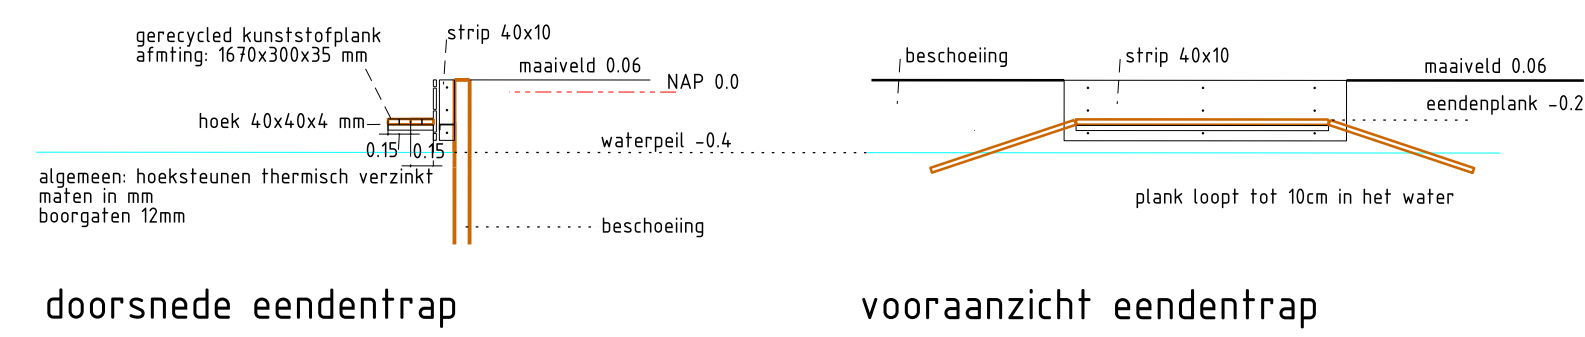 gerecycled kunststofplank
afmting: 1670x300x35 mm
strip 40x10
maaiveld 0.06
NAP 0.0
hoek 40x40x4 mm
0.15
0.15
waterpeil -0.4
algemeen: hoeksteunen thermisch verzinkt
maten in mm
boorgaten 12mm
beschoeiing
doorsnede eendentrap
beschoeiing
strip 40x10
maaiveld 0.06
eendenplank -0.2
plank loopt tot 10cm in het water
vooraanzicht eendentrap